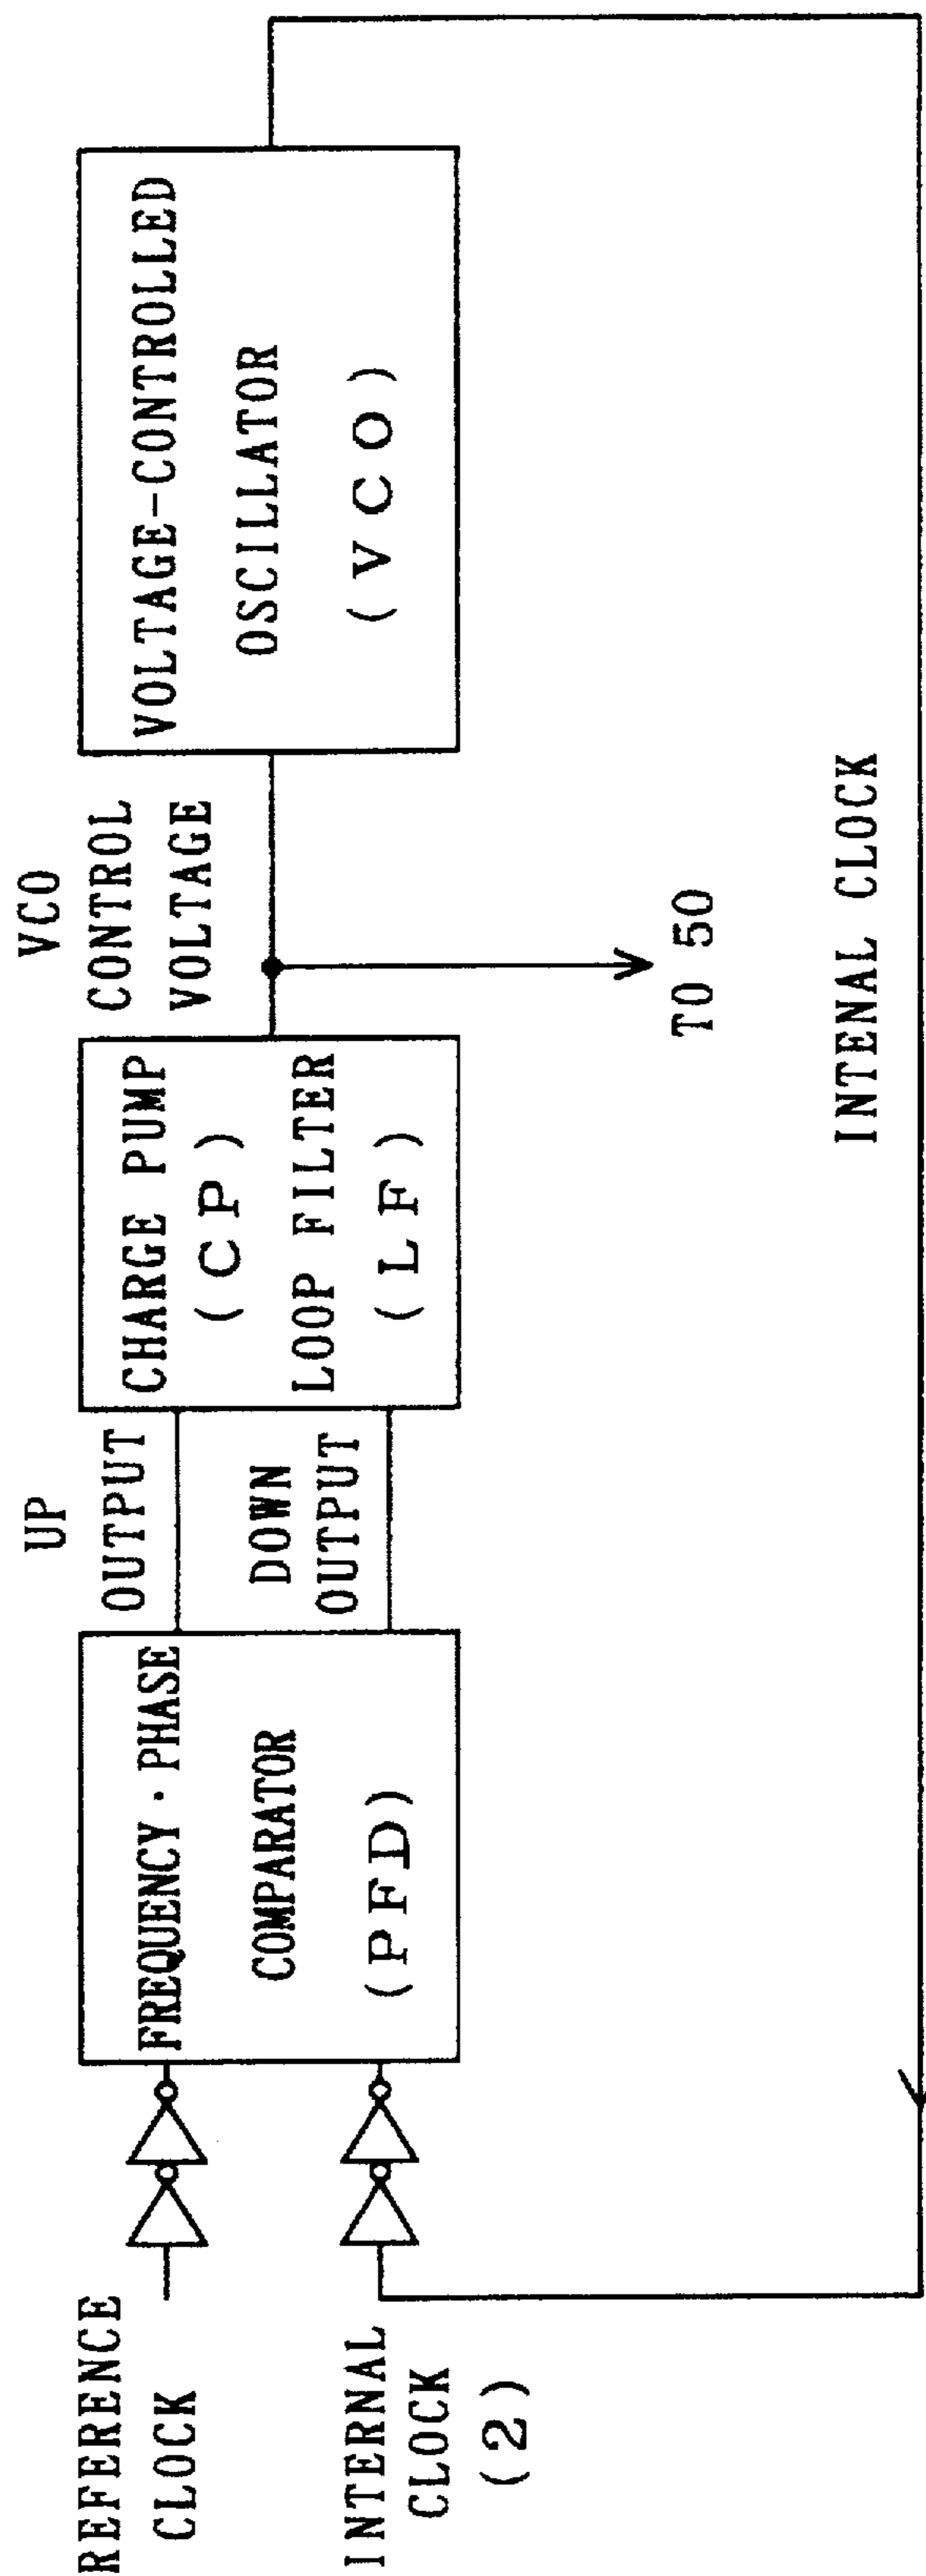 REFERENCE
CLOCK
INTERNAL
CLOCK
(2)
FREQUENCY・PHASE
COMPARATOR
(PFD)
UP
OUTPUT
DOWN
OUTPUT
CHARGE PUMP
(CP)
LOOP FILTER
(LF)
VCO
CONTROL
VOLTAGE
TO 50
VOLTAGE-CONTROLLED
OSCILLATOR
(VCO)
INTENAL CLOCK